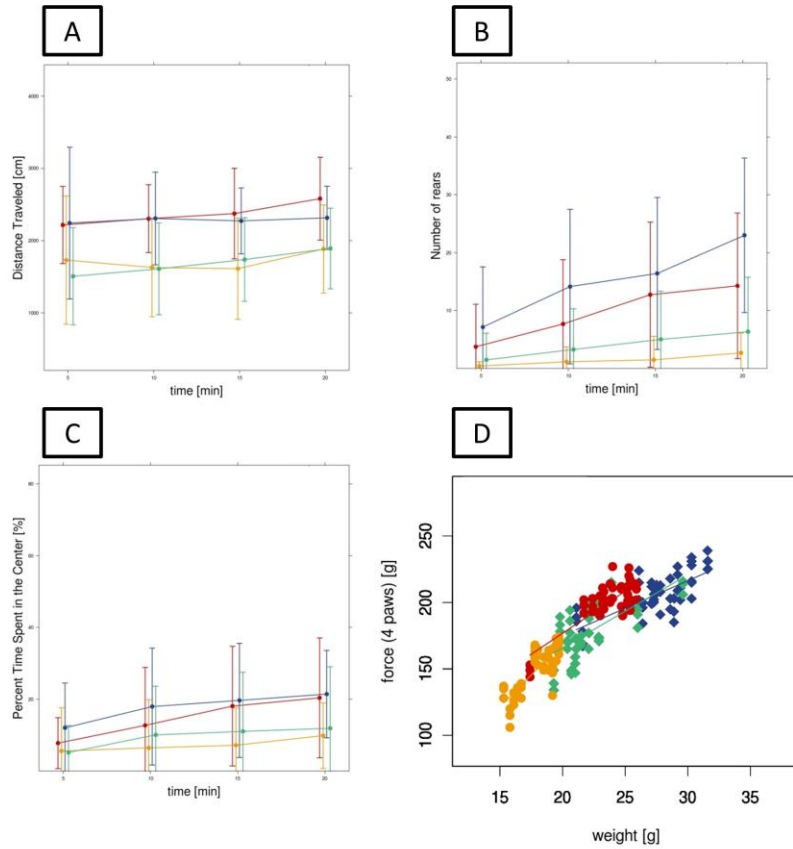 A
Distance Traveled [cm]
4000
3000
2000
1000
5 10 15 20
time [min]
B
Number of rears
50
40
30
20
10
5 10 15 20
time [min]
C
Percent Time Spent in the Center [%]
80
60
40
20
5 10 15 20
time [min]
D
force (4 paws) [g]
250
200
150
100
15 20 25 30 35
weight [g]